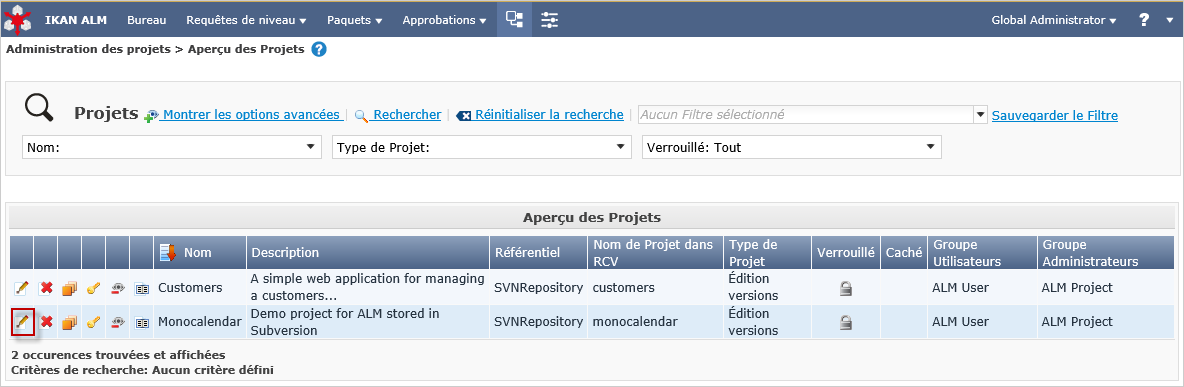 IKAN ALM Bureau Requêtes de niveau Paquets Approbations Global Administrator ?
Administration des projets > Aperçu des Projets ?
Projets Montrer les options avancées | Rechercher | Réinitialiser la recherche | Aucun Filtre sélectionné Sauvegarder le Filtre
Nom: Type de Projet: Verrouillé: Tout
Aperçu des Projets
Nom Description Référentiel Nom de Projet dans RCV Type de Projet Verrouillé Caché Groupe Utilisateurs Groupe Administrateurs
Customers A simple web application for managing a customers... SVNRepository customers Édition versions ALM User ALM Project
Monocalendar Demo project for ALM stored in Subversion SVNRepository monocalendar Édition versions ALM User ALM Project
2 occurences trouvées et affichées
Critères de recherche: Aucun critère défini